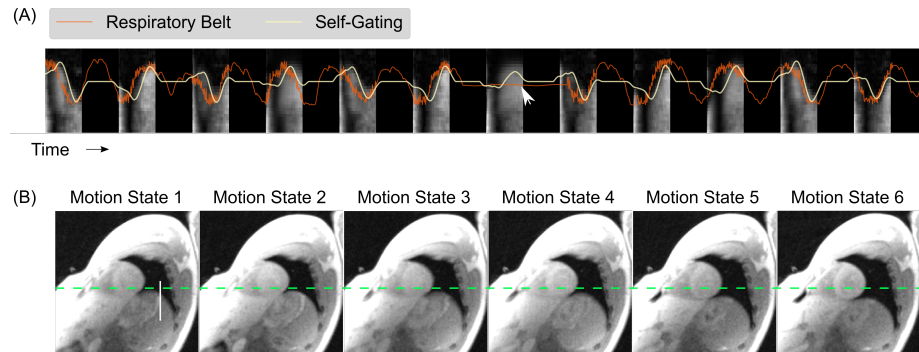 (A)
Respiratory Belt Self-Gating
Time
(B)
Motion State 1 Motion State 2 Motion State 3 Motion State 4 Motion State 5 Motion State 6